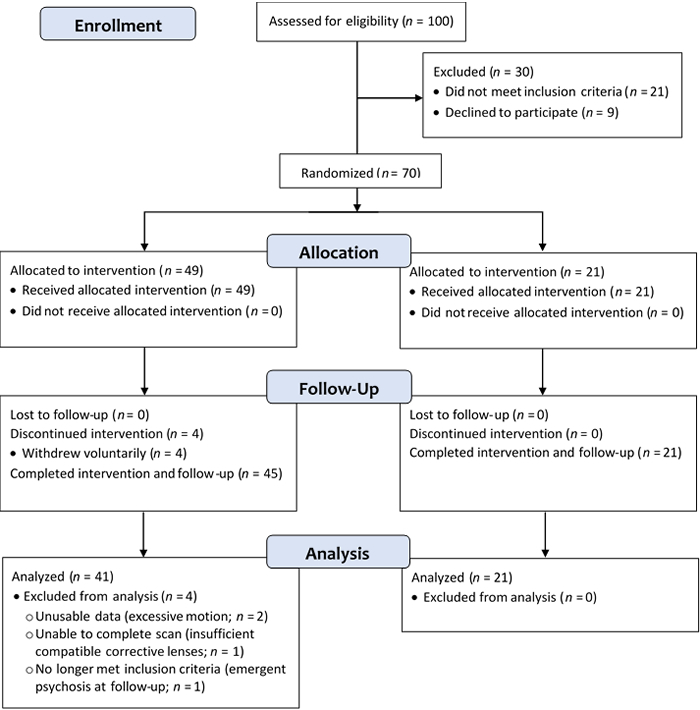 Enrollment
Assessed for eligibility (n = 100)
Excluded (n = 30)
• Did not meet inclusion criteria (n = 21)
• Declined to participate (n = 9)
Randomized (n = 70)
Allocation
Allocated to intervention (n = 49)
• Received allocated intervention (n = 49)
• Did not receive allocated intervention (n = 0)
Allocated to intervention (n = 21)
• Received allocated intervention (n = 21)
• Did not receive allocated intervention (n = 0)
Follow-Up
Lost to follow-up (n = 0)
Discontinued intervention (n = 4)
• Withdrew voluntarily (n = 4)
Completed intervention and follow-up (n = 45)
Lost to follow-up (n = 0)
Discontinued intervention (n = 0)
Completed intervention and follow-up (n = 21)
Analysis
Analyzed (n = 41)
• Excluded from analysis (n = 4)
o Unusable data (excessive motion; n = 2)
o Unable to complete scan (insufficient
compatible corrective lenses; n = 1)
o No longer met inclusion criteria (emergent
psychosis at follow-up; n = 1)
Analyzed (n = 21)
• Excluded from analysis (n = 0)